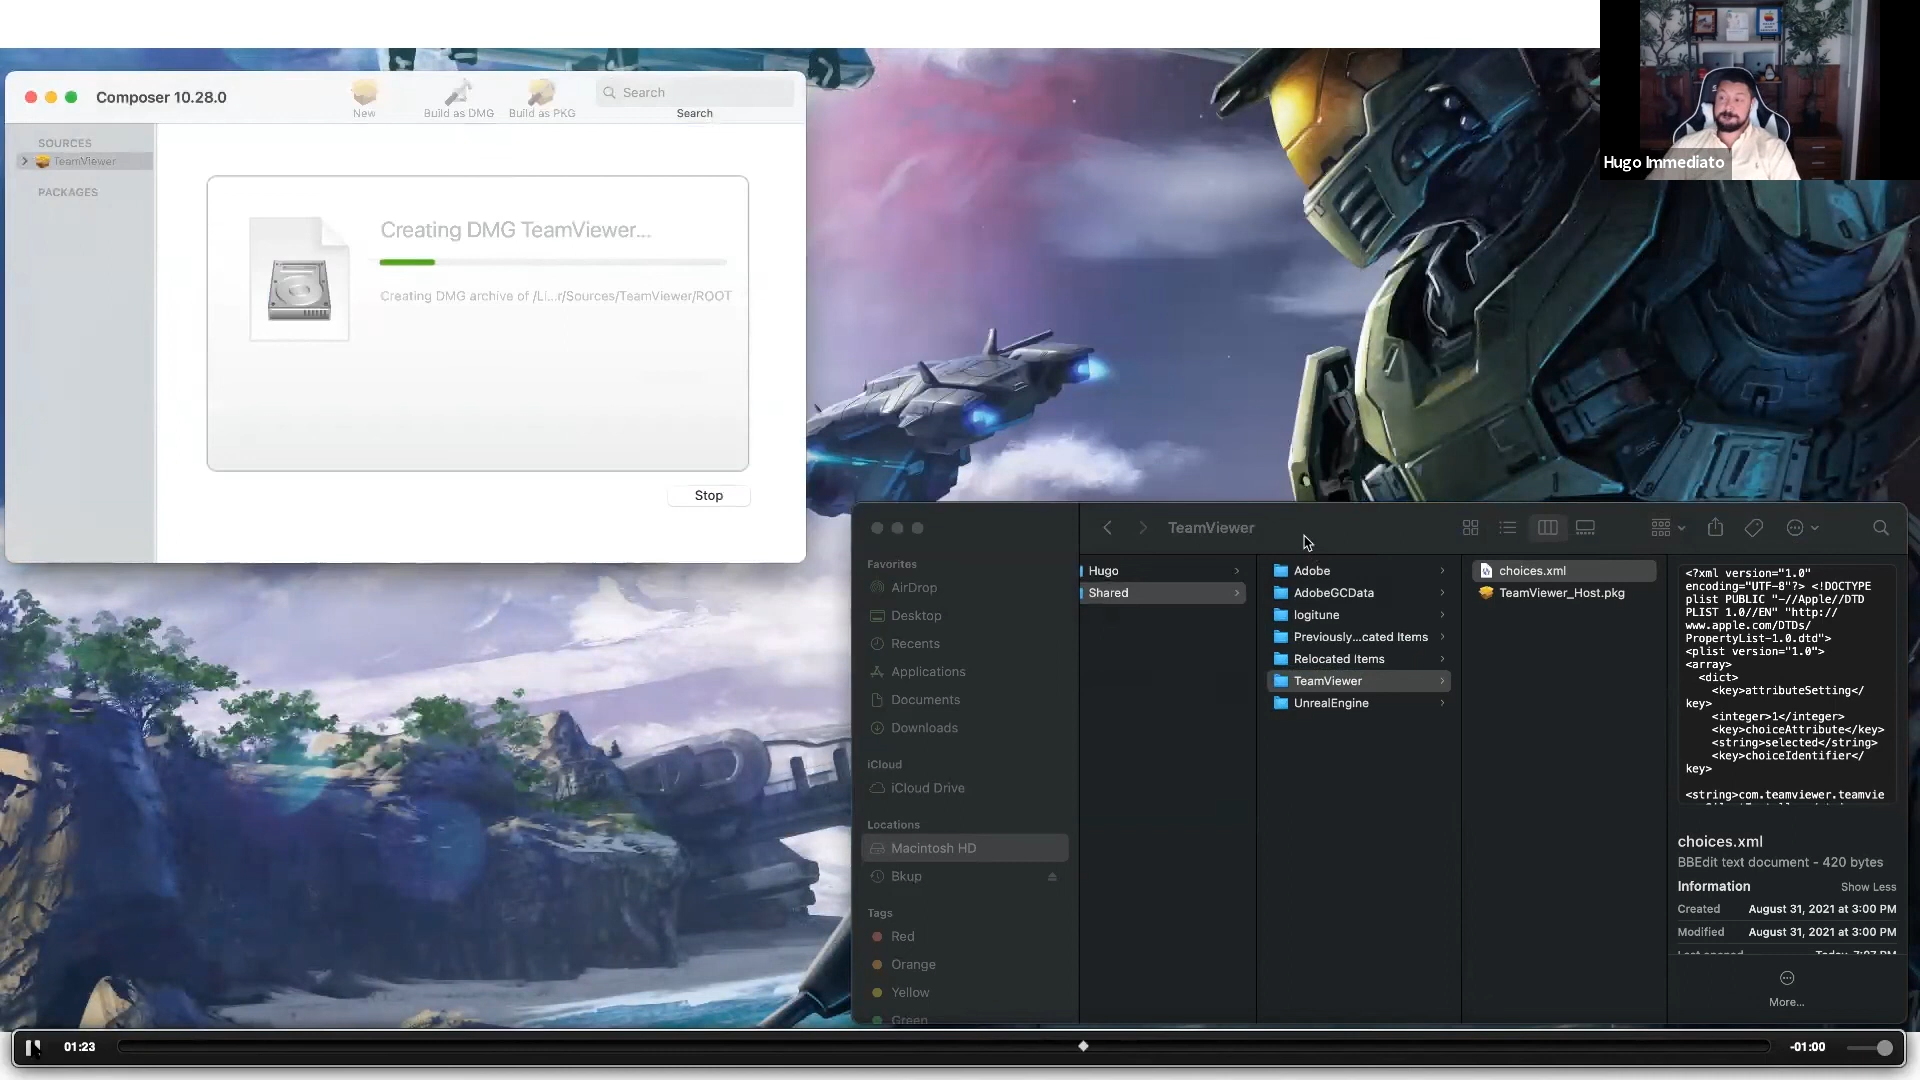 Composer 10.28.0
New
Build as DMG
Build as PKG
Search
Search
SOURCES
TeamViewer
PACKAGES
Creating DMG TeamViewer...
Creating DMG archive of /Li...r/Sources/TeamViewer/ROOT
Stop
Hugo Immediato
TeamViewer
Favorites
AirDrop
Desktop
Recents
Applications
Documents
Downloads
iCloud
iCloud Drive
Locations
Macintosh HD
Bkup
Tags
Red
Orange
Yellow
Green
Hugo
Shared
Adobe
AdobeGCData
logitune
Previously...cated Items
Relocated Items
TeamViewer
UnrealEngine
choices.xml
TeamViewer_Host.pkg
<?xml version="1.0"
encoding="UTF-8"?> <!DOCTYPE
plist PUBLIC "-//Apple//DTD
PLIST 1.0//EN" "http://
www.apple.com/DTDs/
PropertyList-1.0.dtd">
<plist version="1.0">
<array>
<dict>
<key>attributeSetting</
key>
<integer>1</integer>
<key>choiceAttribute</key>
<string>selected</string>
<key>choiceIdentifier</
key>
<string>com.teamviewer.teamvie
choices.xml
BBEdit text document - 420 bytes
Information
Show Less
Created August 31, 2021 at 3:00 PM
Modified August 31, 2021 at 3:00 PM
More...
01:23
-01:00